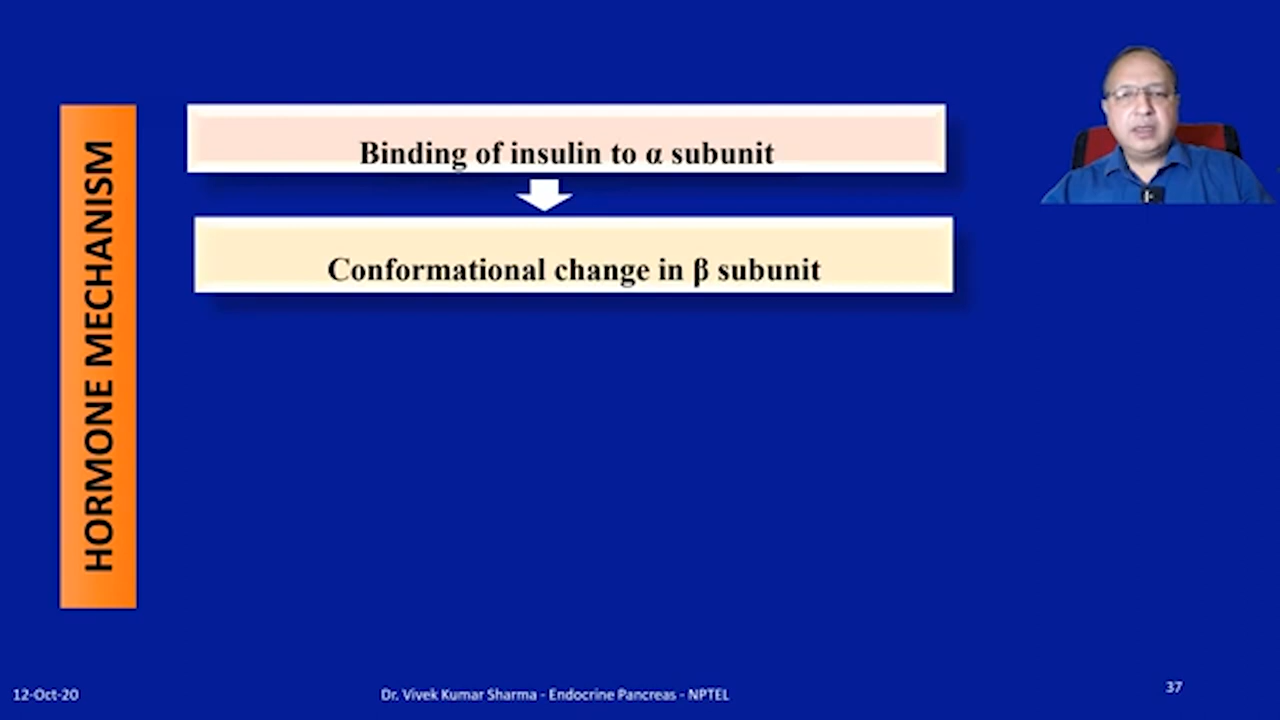 HORMONE MECHANISM
Binding of insulin to α subunit
Conformational change in β subunit
12-Oct-20
Dr. Vivek Kumar Sharma - Endocrine Pancreas - NPTEL
37